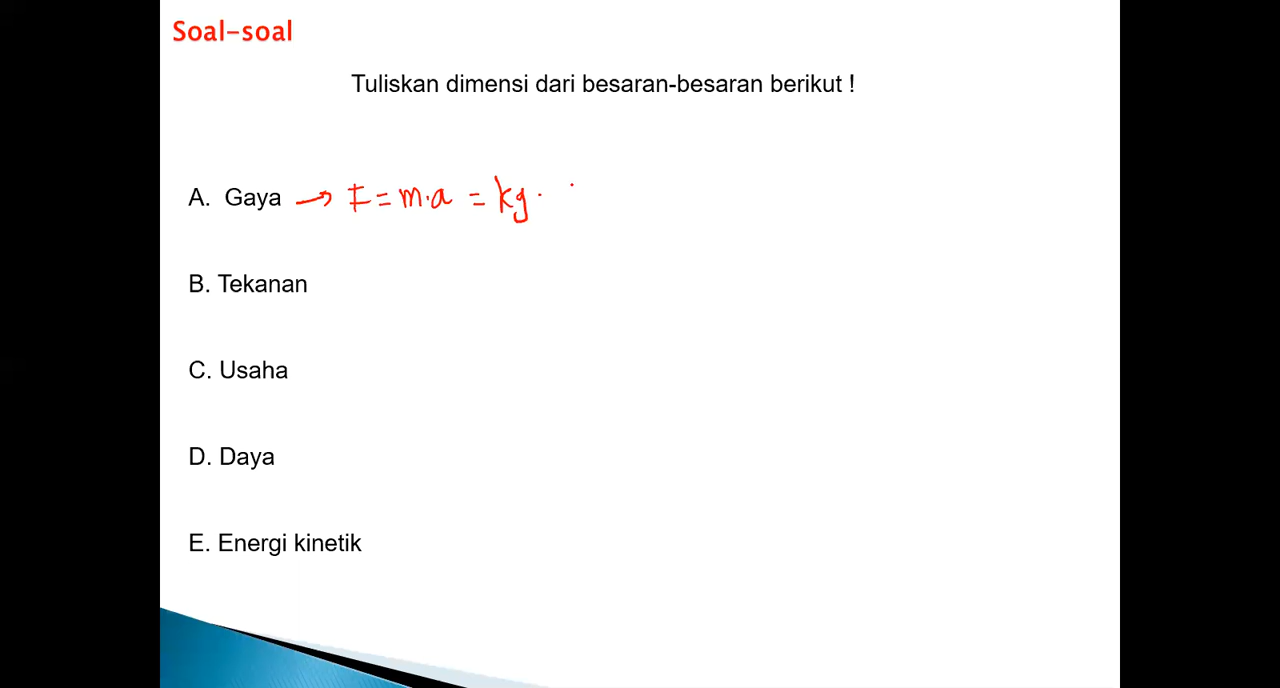 Soal-soal
Tuliskan dimensi dari besaran-besaran berikut !
A. Gaya → F = m.a = kg.
B. Tekanan
C. Usaha
D. Daya
E. Energi kinetik